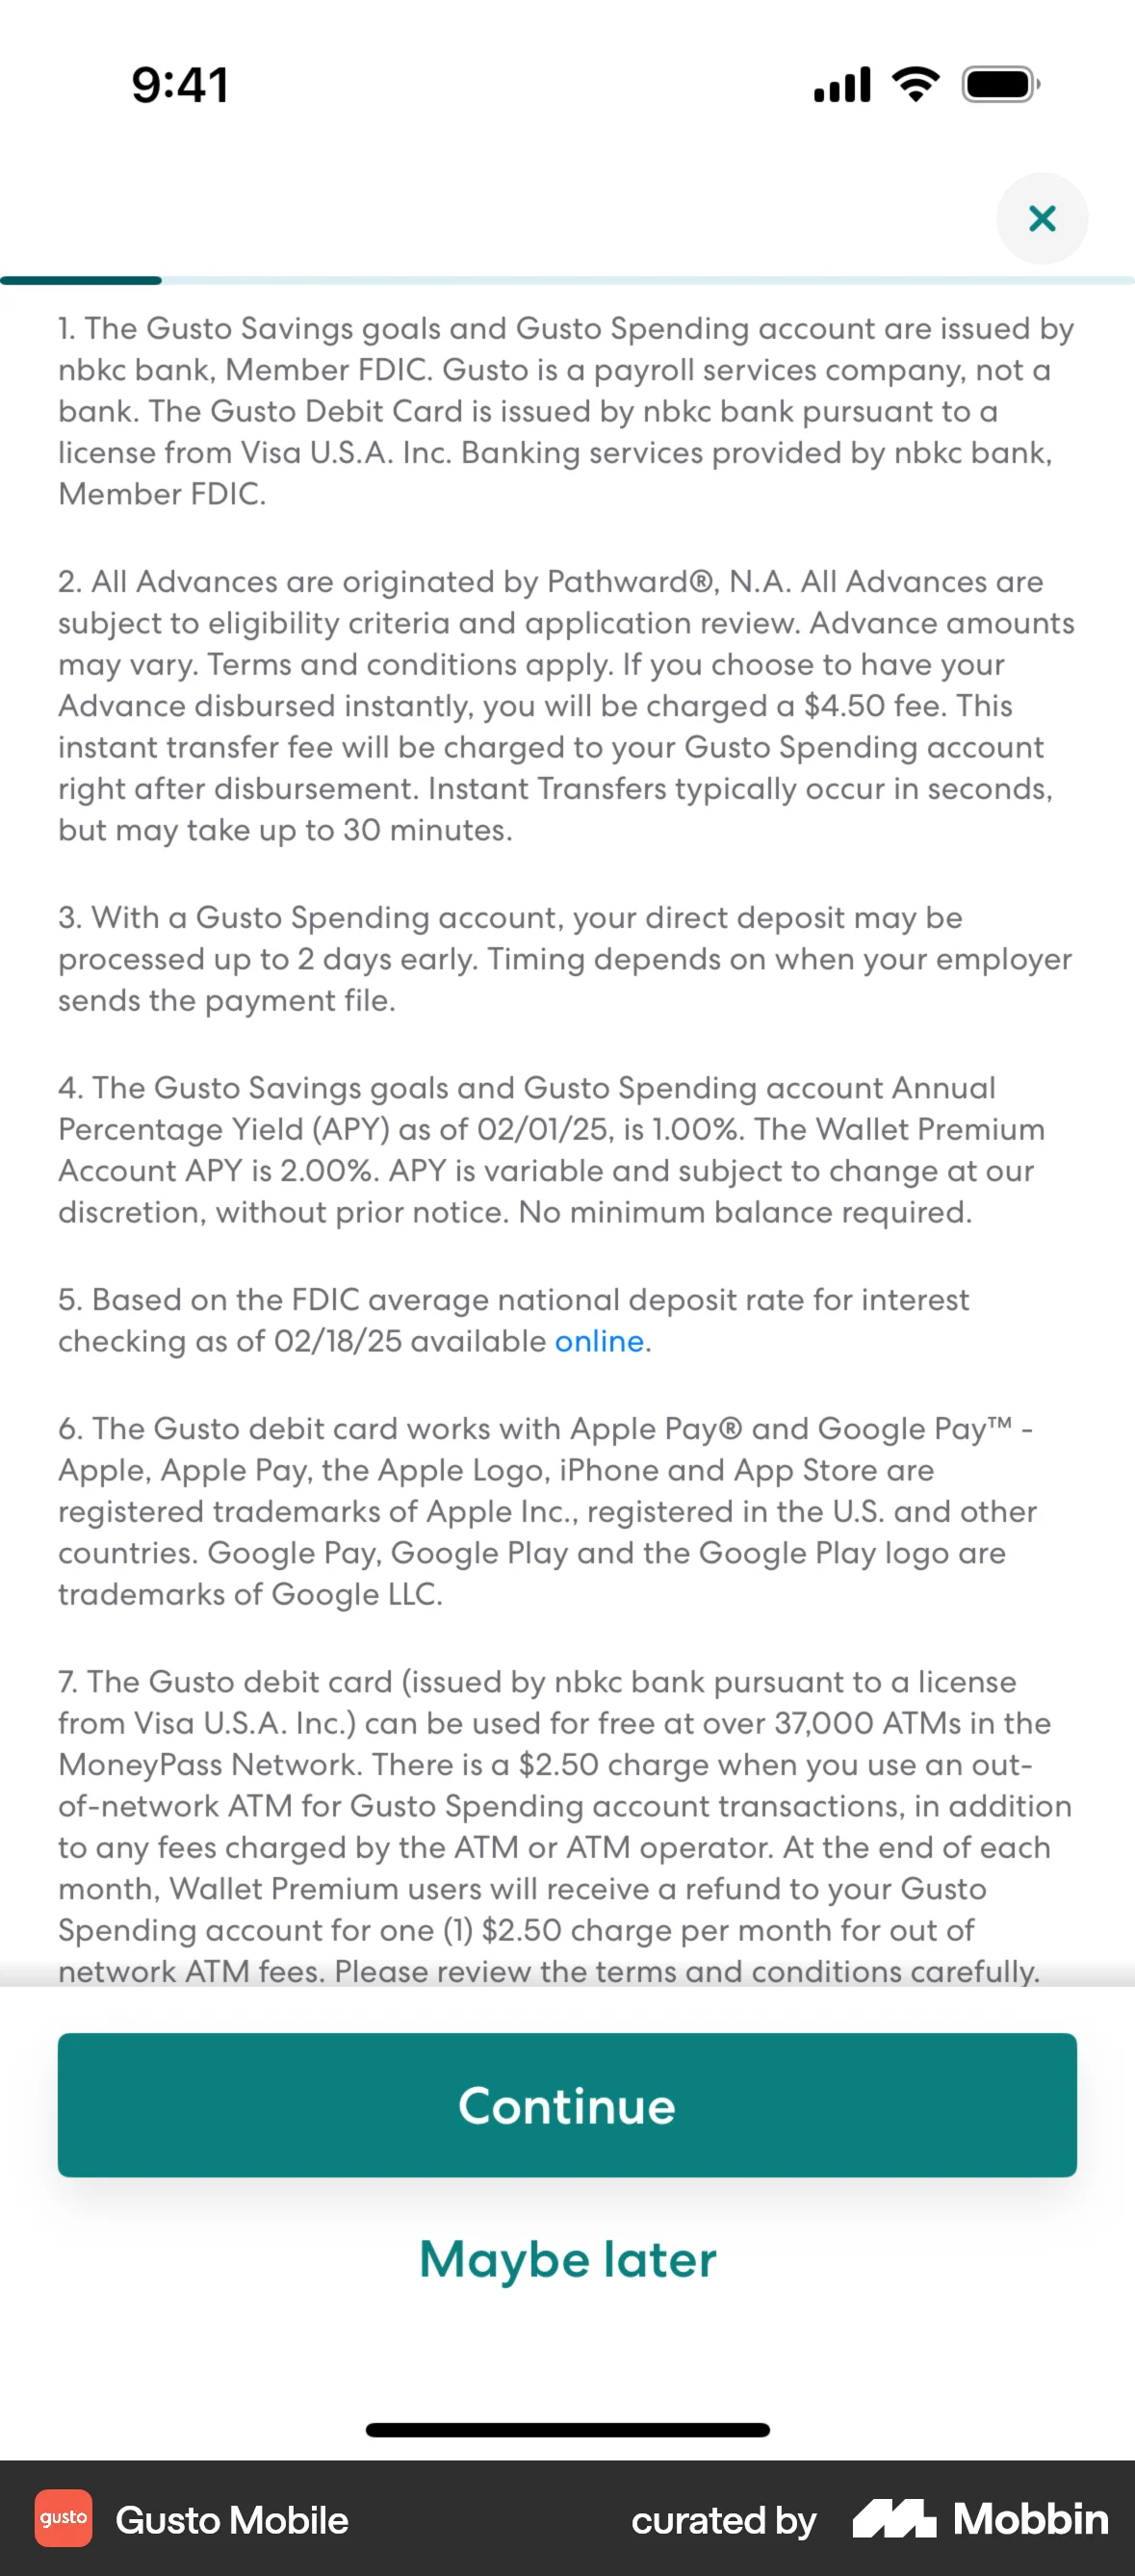 9:41
1. The Gusto Savings goals and Gusto Spending account are issued by
nbkc bank, Member FDIC. Gusto is a payroll services company, not a
bank. The Gusto Debit Card is issued by nbkc bank pursuant to a
license from Visa U.S.A. Inc. Banking services provided by nbkc bank,
Member FDIC.
2. All Advances are originated by Pathward®, N.A. All Advances are
subject to eligibility criteria and application review. Advance amounts
may vary. Terms and conditions apply. If you choose to have your
Advance disbursed instantly, you will be charged a $4.50 fee. This
instant transfer fee will be charged to your Gusto Spending account
right after disbursement. Instant Transfers typically occur in seconds,
but may take up to 30 minutes.
3. With a Gusto Spending account, your direct deposit may be
processed up to 2 days early. Timing depends on when your employer
sends the payment file.
4. The Gusto Savings goals and Gusto Spending account Annual
Percentage Yield (APY) as of 02/01/25, is 1.00%. The Wallet Premium
Account APY is 2.00%. APY is variable and subject to change at our
discretion, without prior notice. No minimum balance required.
5. Based on the FDIC average national deposit rate for interest
checking as of 02/18/25 available online.
6. The Gusto debit card works with Apple Pay® and Google Pay™ -
Apple, Apple Pay, the Apple Logo, iPhone and App Store are
registered trademarks of Apple Inc., registered in the U.S. and other
countries. Google Pay, Google Play and the Google Play logo are
trademarks of Google LLC.
7. The Gusto debit card (issued by nbkc bank pursuant to a license
from Visa U.S.A. Inc.) can be used for free at over 37,000 ATMs in the
MoneyPass Network. There is a $2.50 charge when you use an out-
of-network ATM for Gusto Spending account transactions, in addition
to any fees charged by the ATM or ATM operator. At the end of each
month, Wallet Premium users will receive a refund to your Gusto
Spending account for one (1) $2.50 charge per month for out of
network ATM fees. Please review the terms and conditions carefully.
Continue
Maybe later
gusto Gusto Mobile curated by Mobbin